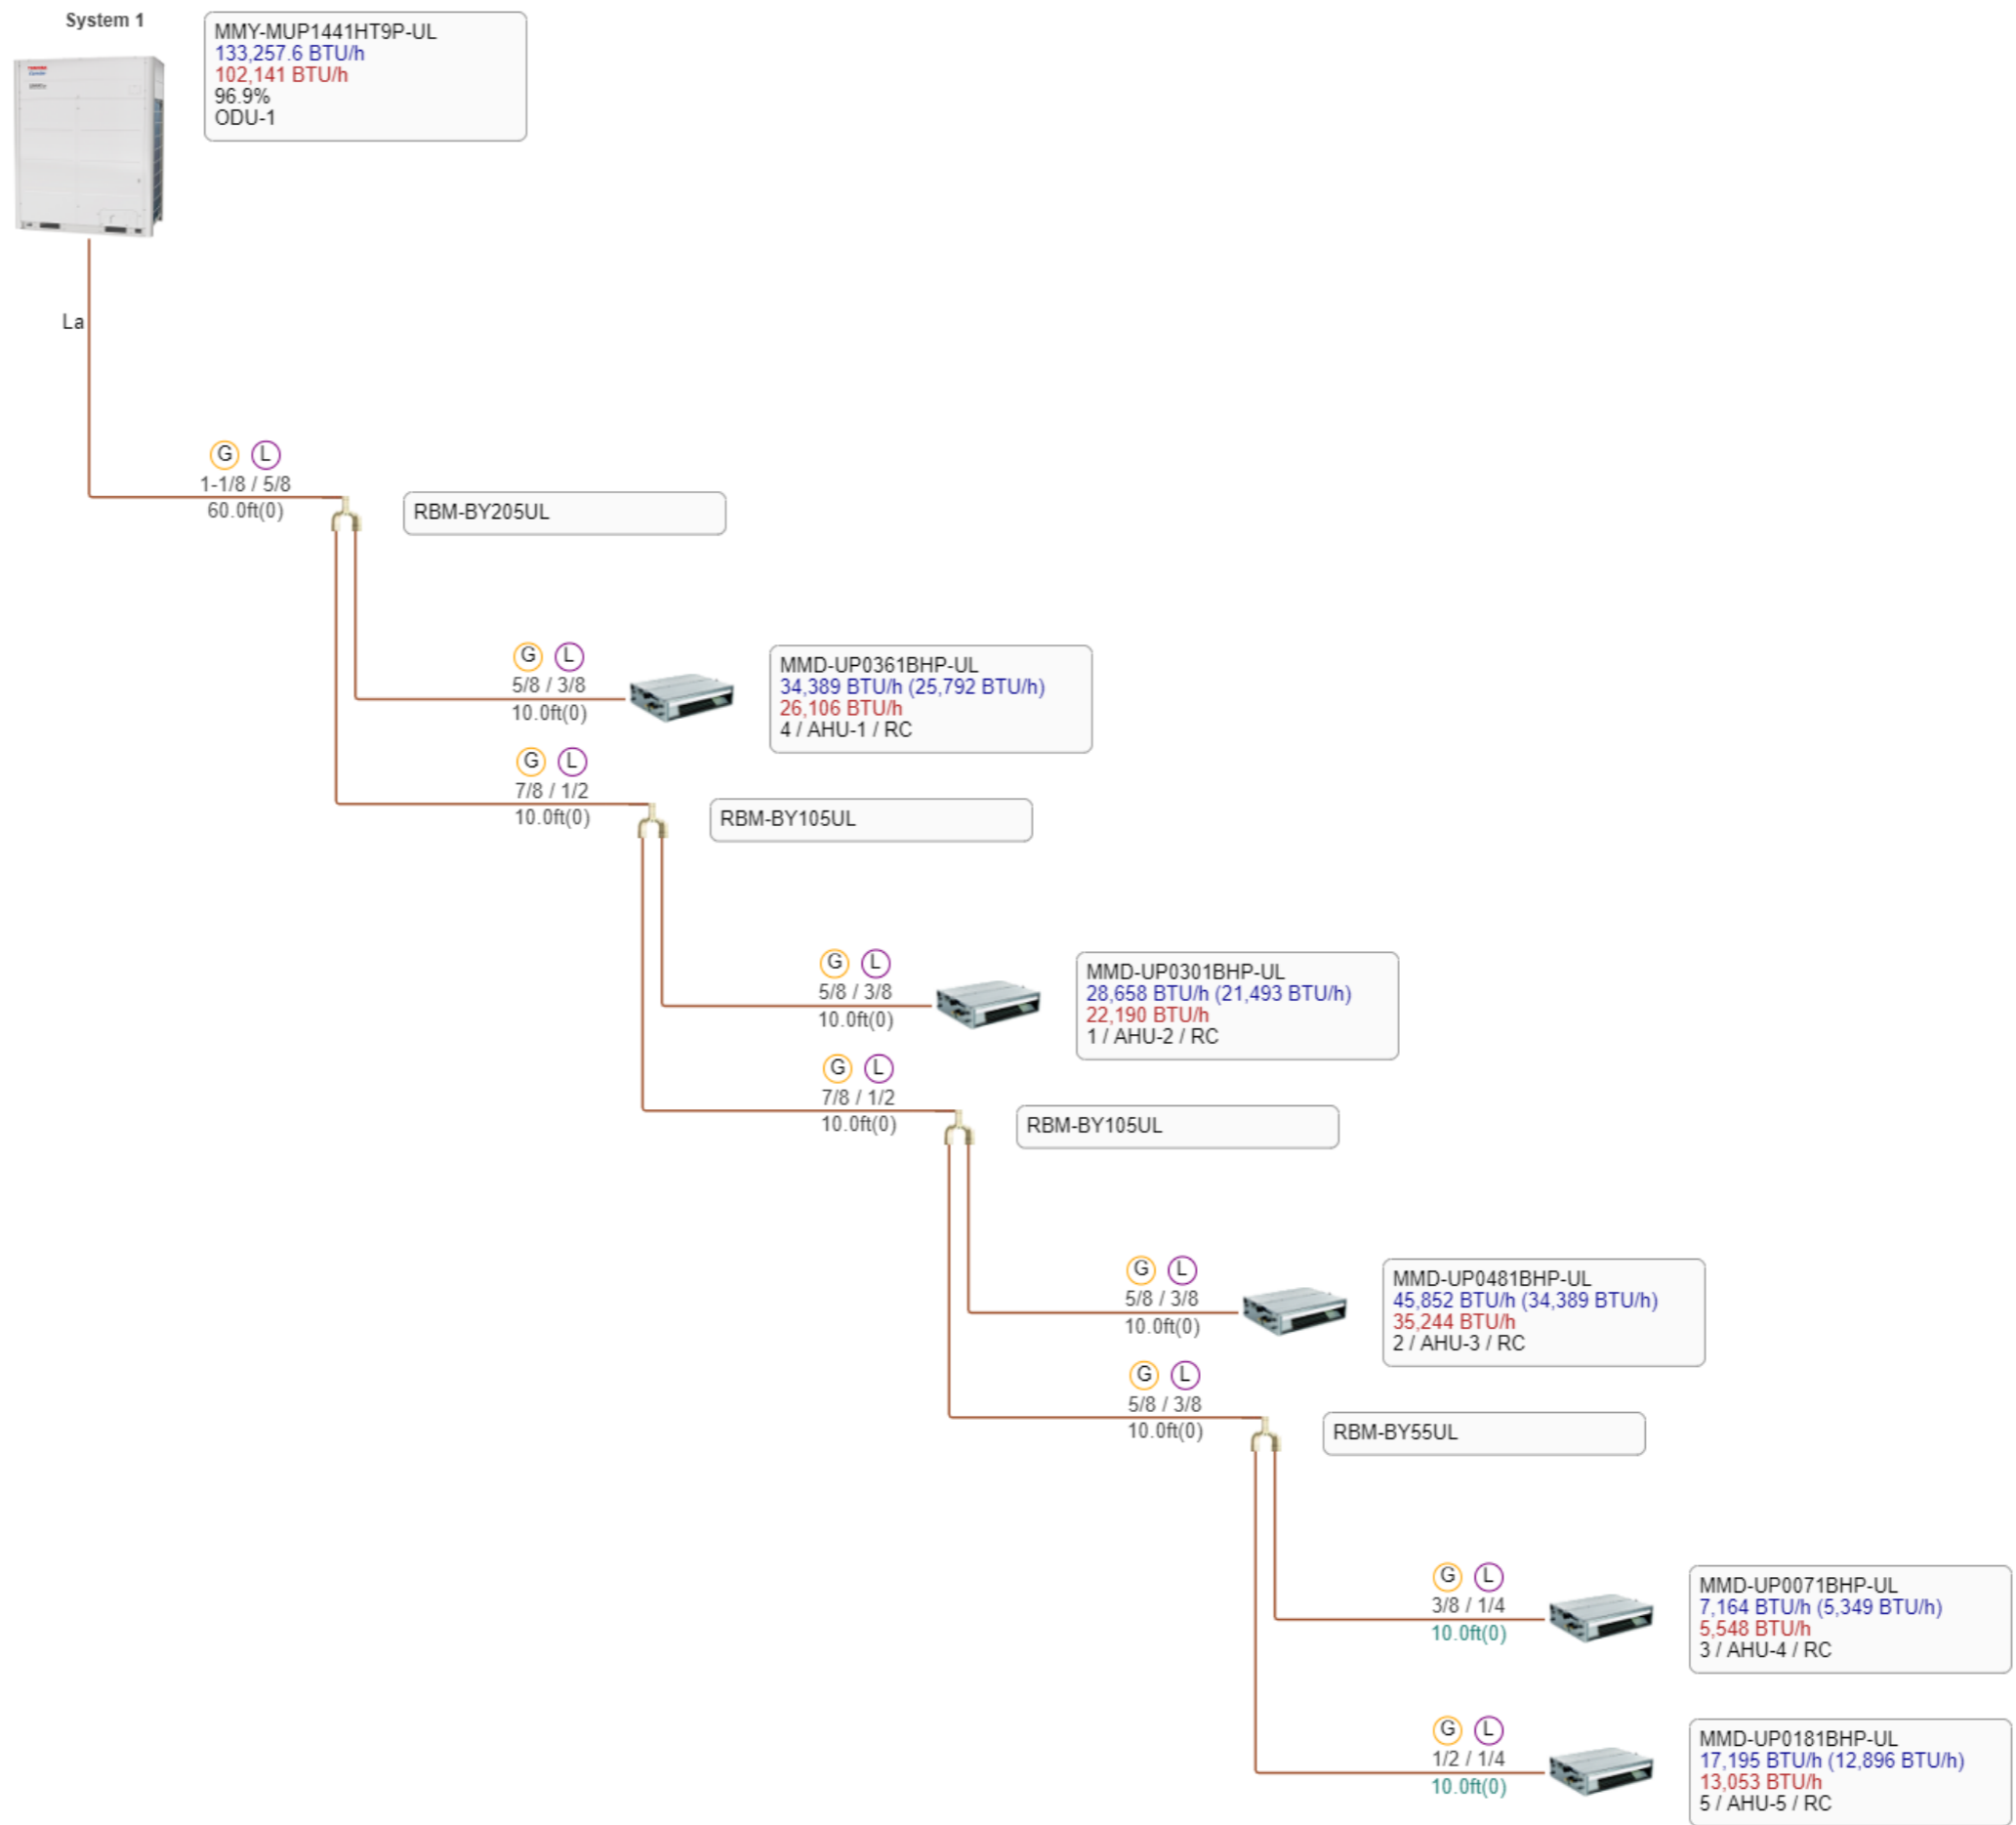 System 1
MMY-MUP1441HT9P-UL
133,257.6 BTU/h
102,141 BTU/h
96.9%
ODU-1
La
G L
1-1/8 / 5/8
60.0ft(0)
RBM-BY205UL
G L
5/8 / 3/8
10.0ft(0)
MMD-UP0361BHP-UL
34,389 BTU/h (25,792 BTU/h)
26,106 BTU/h
4 / AHU-1 / RC
G L
7/8 / 1/2
10.0ft(0)
RBM-BY105UL
G L
5/8 / 3/8
10.0ft(0)
MMD-UP0301BHP-UL
28,658 BTU/h (21,493 BTU/h)
22,190 BTU/h
1 / AHU-2 / RC
G L
7/8 / 1/2
10.0ft(0)
RBM-BY105UL
G L
5/8 / 3/8
10.0ft(0)
MMD-UP0481BHP-UL
45,852 BTU/h (34,389 BTU/h)
35,244 BTU/h
2 / AHU-3 / RC
G L
5/8 / 3/8
10.0ft(0)
RBM-BY55UL
G L
3/8 / 1/4
10.0ft(0)
MMD-UP0071BHP-UL
7,164 BTU/h (5,349 BTU/h)
5,548 BTU/h
3 / AHU-4 / RC
G L
1/2 / 1/4
10.0ft(0)
MMD-UP0181BHP-UL
17,195 BTU/h (12,896 BTU/h)
13,053 BTU/h
5 / AHU-5 / RC